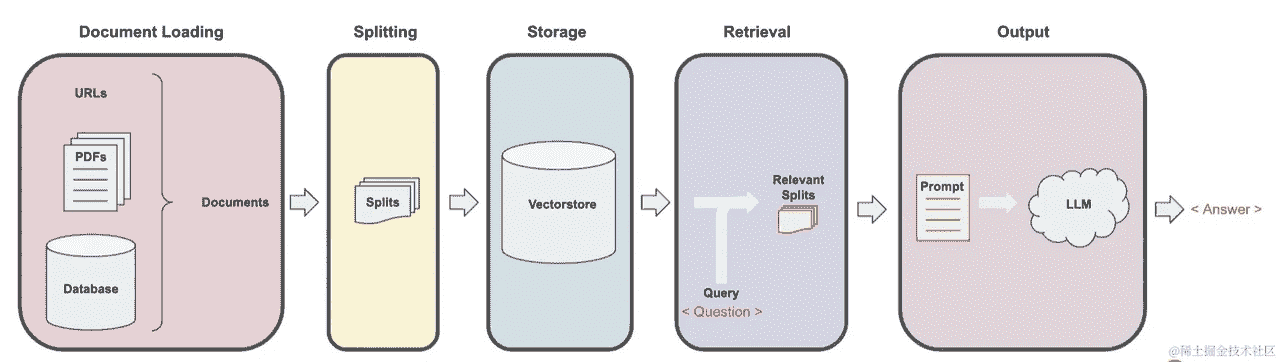 Document Loading
Splitting
Storage
Retrieval
Output
URLs
PDFs
Documents
Database
Splits
Vectorstore
Relevant
Splits
Query
< Question >
Prompt
LLM
< Answer >
@稀土掘金技术社区